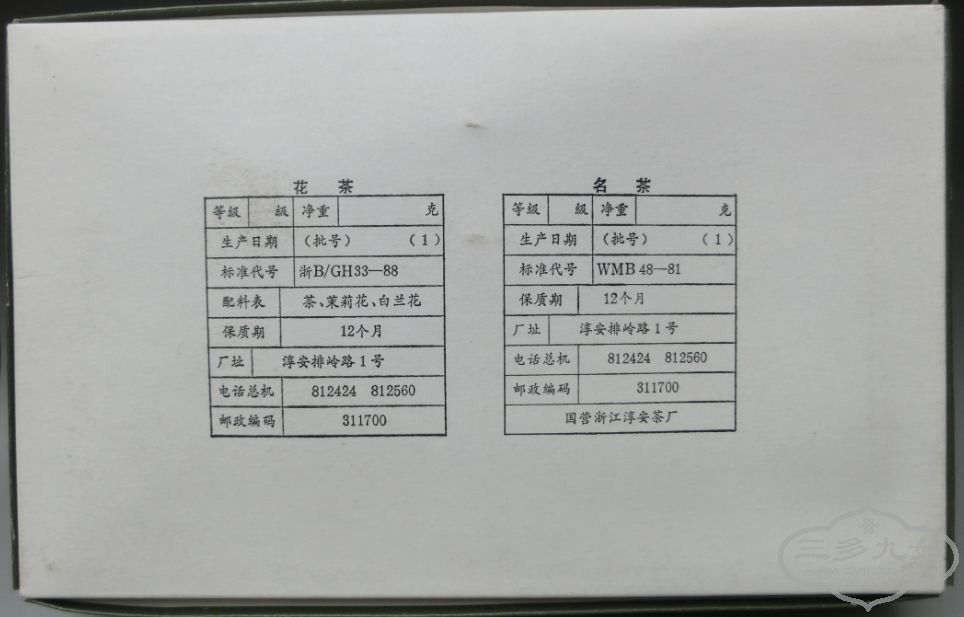 花 茶
等级 级 净重 克
生产日期 （批号） （1）
标准代号 浙B/GH33—88
配料表 茶、茉莉花、白兰花
保质期 12个月
厂址 淳安排岭路1号
电话总机 812424 812560
邮政编码 311700
名 茶
等级 级 净重 克
生产日期 （批号） （1）
标准代号 WMB 48—81
保质期 12个月
厂址 淳安排岭路1号
电话总机 812424 812560
邮政编码 311700
国营浙江淳安茶厂
三多九